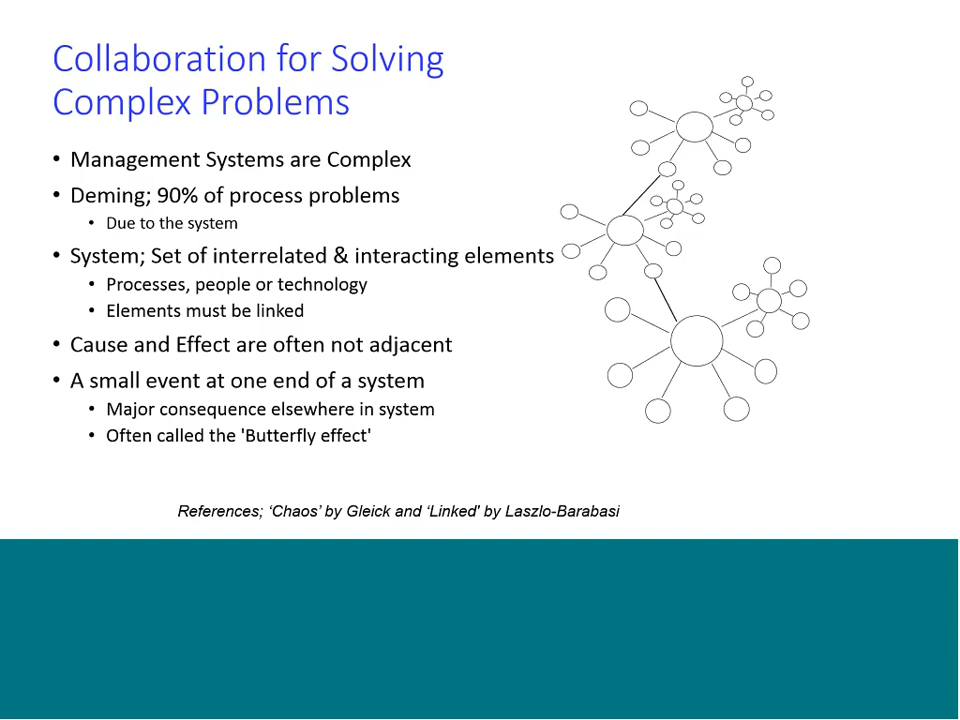 Collaboration for Solving
Complex Problems
• Management Systems are Complex
• Deming; 90% of process problems
• Due to the system
• System; Set of interrelated & interacting elements
• Processes, people or technology
• Elements must be linked
• Cause and Effect are often not adjacent
• A small event at one end of a system
• Major consequence elsewhere in system
• Often called the 'Butterfly effect'
References; ‘Chaos’ by Gleick and ‘Linked' by Laszlo-Barabasi